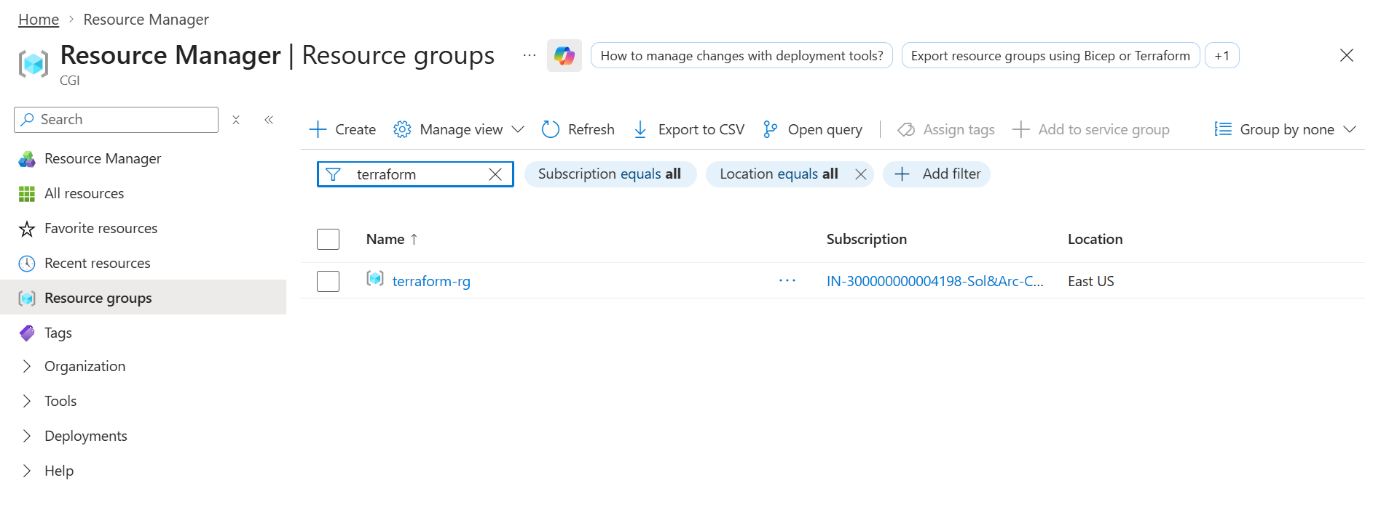 Home > Resource Manager
Resource Manager | Resource groups ... How to manage changes with deployment tools? Export resource groups using Bicep or Terraform +1
CGI
Search
Create Manage view Refresh Export to CSV Open query Assign tags Add to service group Group by none
Resource Manager
All resources
Favorite resources
Recent resources
Resource groups
Tags
Organization
Tools
Deployments
Help
terraform Subscription equals all Location equals all Add filter
Name ↑ Subscription Location
terraform-rg ... IN-300000000004198-Sol&Arc-C... East US